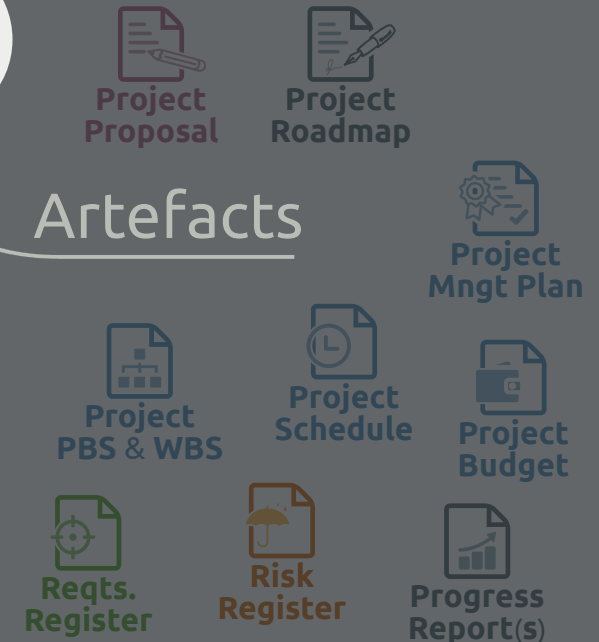 Project
Proposal
Project
Roadmap
Artefacts
Project
Mngt Plan
Project
PBS & WBS
Project
Schedule
Project
Budget
Reqts.
Register
Risk
Register
Progress
Report(s)